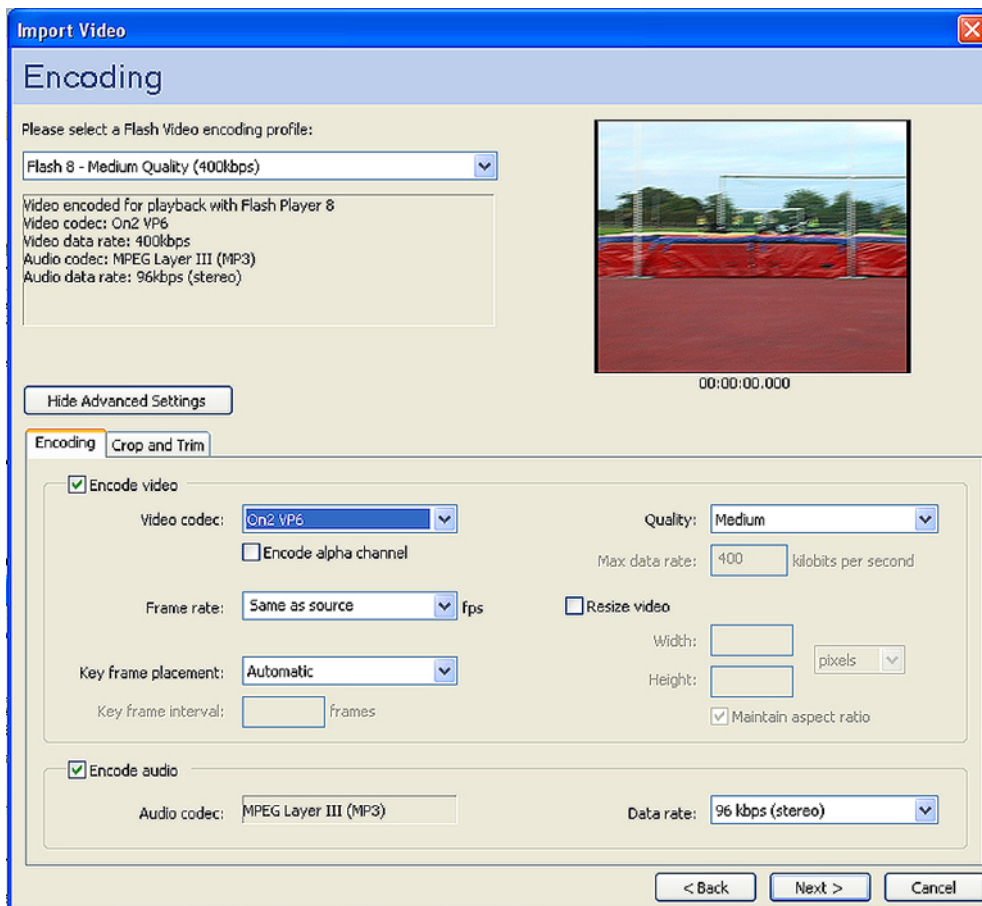 Import Video
Encoding
Please select a Flash Video encoding profile:
Flash 8 - Medium Quality (400kbps)
Video encoded for playback with Flash Player 8
Video codec: On2 VP6
Video data rate: 400kbps
Audio codec: MPEG Layer III (MP3)
Audio data rate: 96kbps (stereo)
00:00:00.000
Hide Advanced Settings
Encoding Crop and Trim
Encode video
Video codec: On2 VP6 Quality: Medium
Encode alpha channel Max data rate: 400 kilobits per second
Frame rate: Same as source fps Resize video
Width:
pixels
Key frame placement: Automatic Height:
Key frame interval: frames Maintain aspect ratio
Encode audio
Audio codec: MPEG Layer III (MP3) Data rate: 96 kbps (stereo)
< Back Next > Cancel